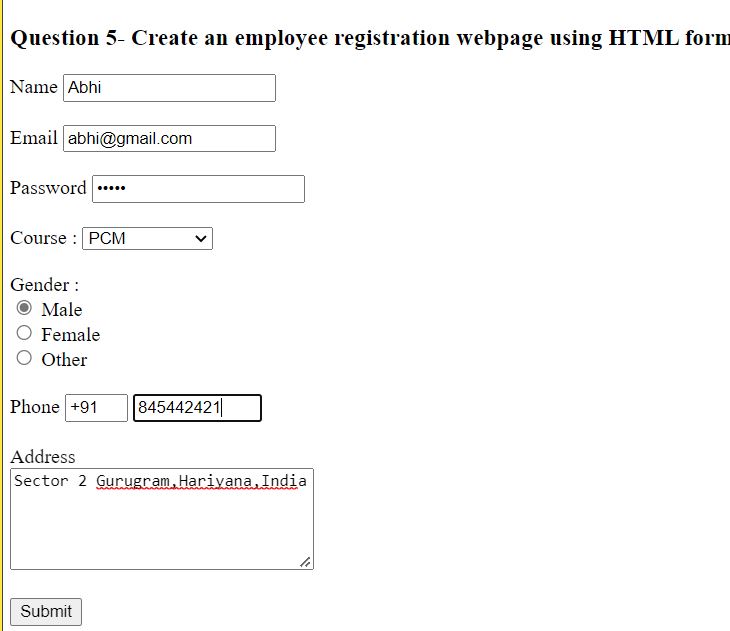 Question 5- Create an employee registration webpage using HTML form
Name Abhi
Email abhi@gmail.com
Password •••••
Course : PCM
Gender :
Male
Female
Other
Phone +91 845442421
Address
Sector 2 Gurugram,Hariyana,India
Submit